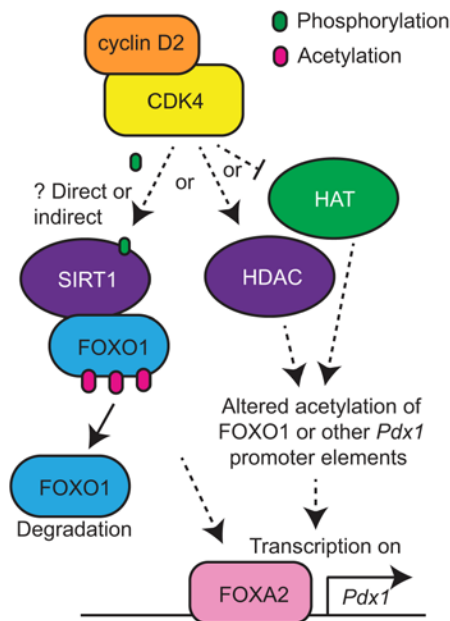 Phosphorylation
Acetylation
cyclin D2
CDK4
? Direct or
indirect
or
or
HAT
SIRT1
HDAC
FOXO1
Altered acetylation of
FOXO1 or other Pdx1
promoter elements
FOXO1
Degradation
Transcription on
FOXA2
Pdx1